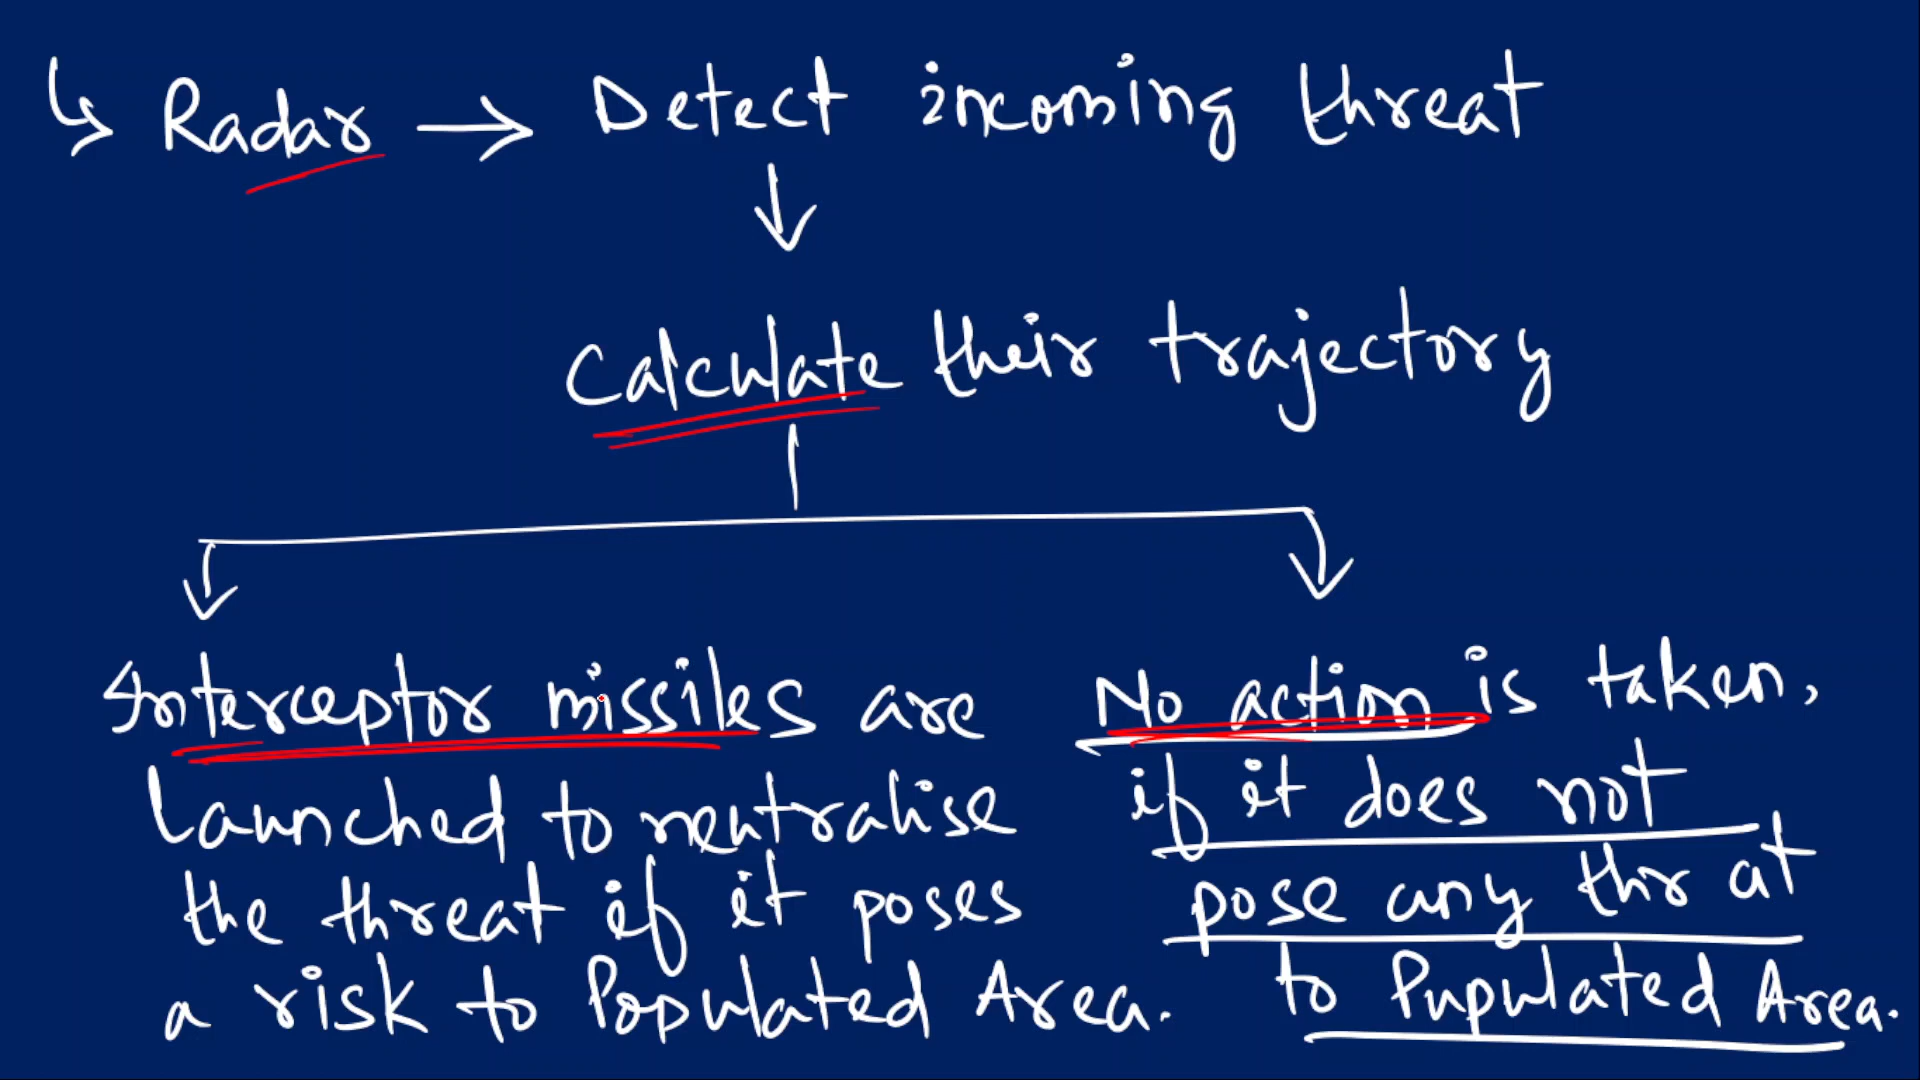 Radar → Detect incoming threat
Calculate their trajectory
Interceptor missiles are
launched to neutralise
the threat if it poses
a risk to Populated Area.
No action is taken,
if it does not
pose any thr at
to Pupulated Area.